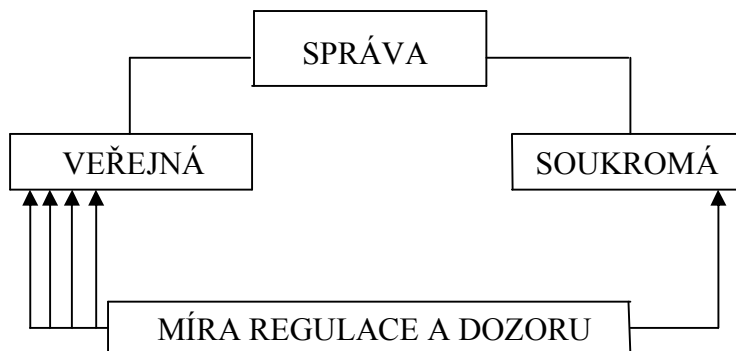 SPRÁVA
VEŘEJNÁ
SOUKROMÁ
MÍRA REGULACE A DOZORU